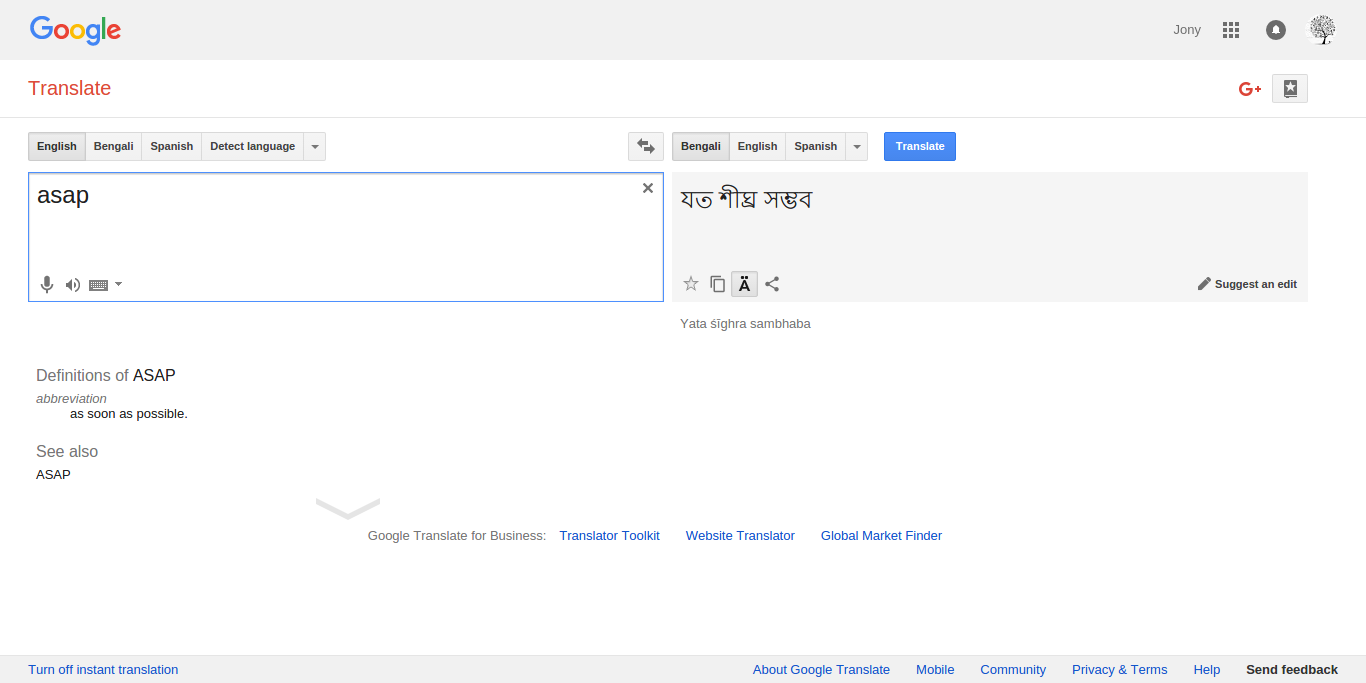 Google
Jony
Translate
G+
English Bengali Spanish Detect language
Bengali English Spanish Translate
asap
যত শীঘ্র সম্ভব
Ä
Suggest an edit
Yata śīghra sambhaba
Definitions of ASAP
abbreviation
as soon as possible.
See also
ASAP
Google Translate for Business: Translator Toolkit Website Translator Global Market Finder
Turn off instant translation About Google Translate Mobile Community Privacy & Terms Help Send feedback